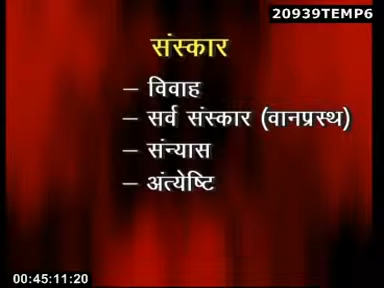 20939TEMP6
संस्कार
– विवाह
– सर्व संस्कार (वानप्रस्थ)
– संन्यास
– अंत्येष्टि
00:45:11:20